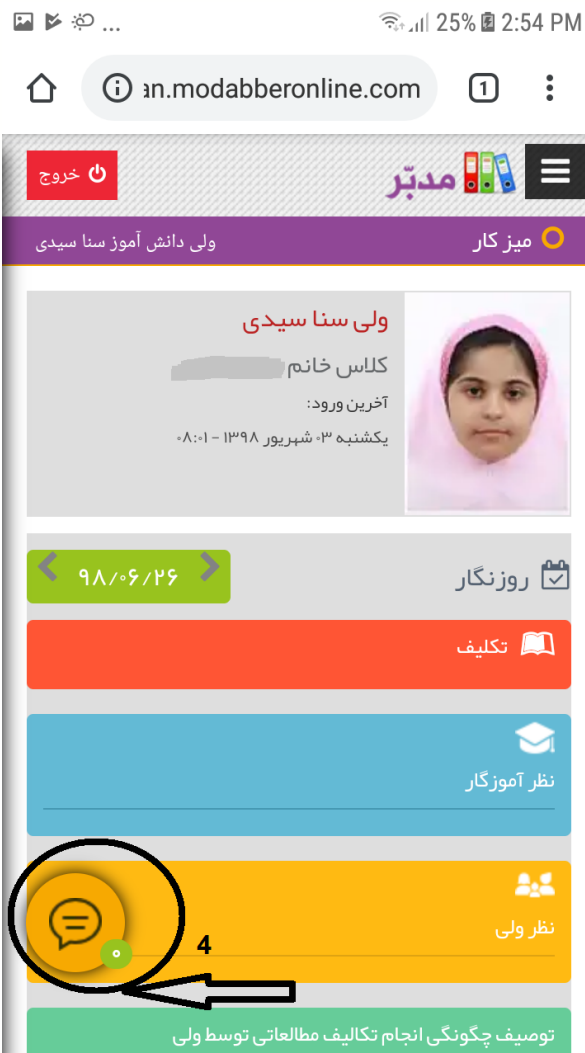 ... 25% 2:54 PM
an.modabberonline.com 1
خروج
مدبّر
میز کار
ولی دانش آموز سنا سیدی
ولی سنا سیدی
کلاس خانم
آخرین ورود:
یکشنبه ۰۳ شهریور ۱۳۹۸ - ۰۸:۰۱
روزنگار
۹۸/۰۶/۲۶
تکلیف
نظر آموزگار
نظر ولی
۰
4
توصیف چگونگی انجام تکالیف مطالعاتی توسط ولی